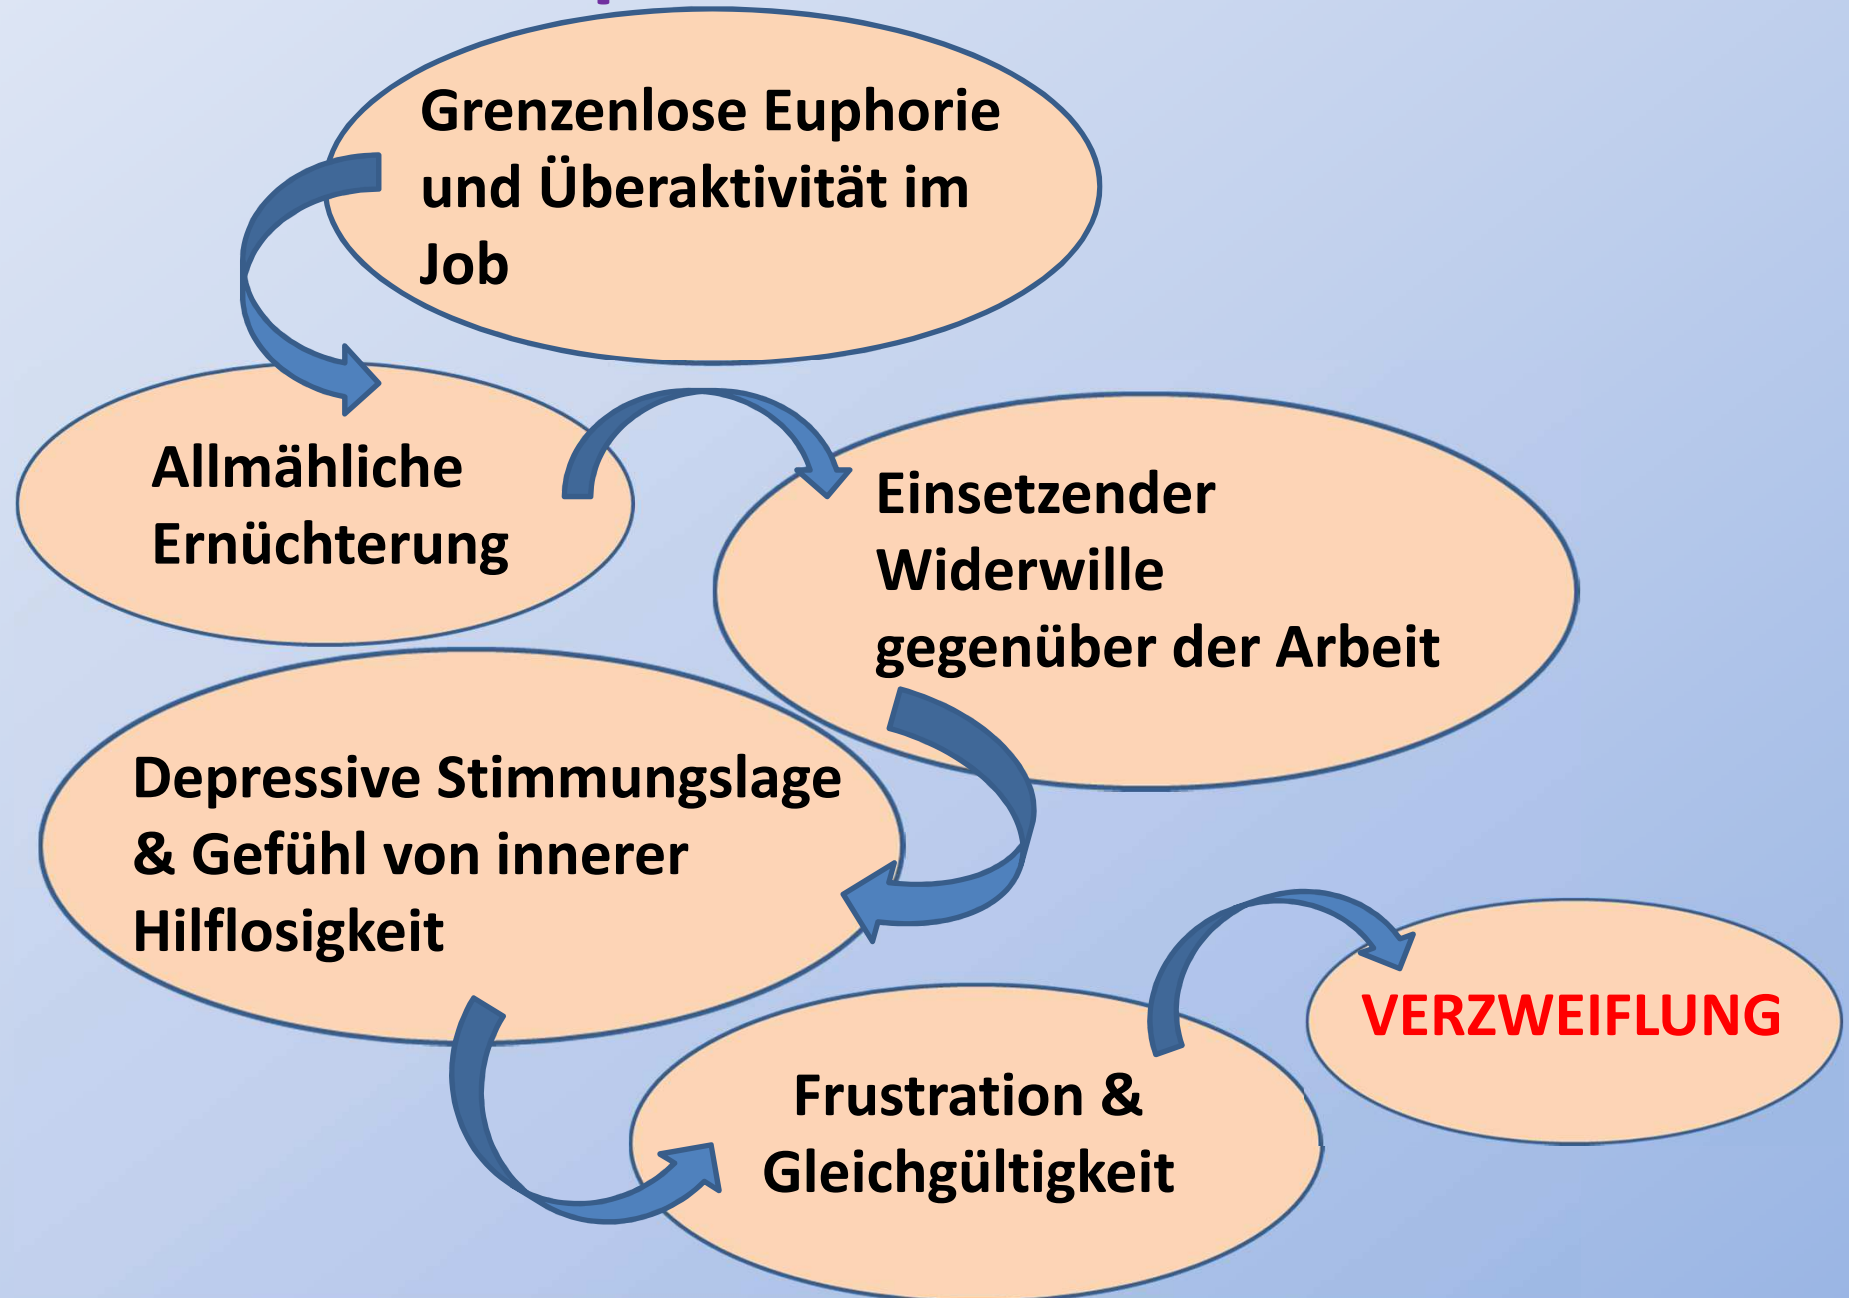 Grenzenlose Euphorie
und Überaktivität im
Job
Allmähliche
Ernüchterung
Einsetzender
Widerwille
gegenüber der Arbeit
Depressive Stimmungslage
& Gefühl von innerer
Hilflosigkeit
Frustration &
Gleichgültigkeit
VERZWEIFLUNG